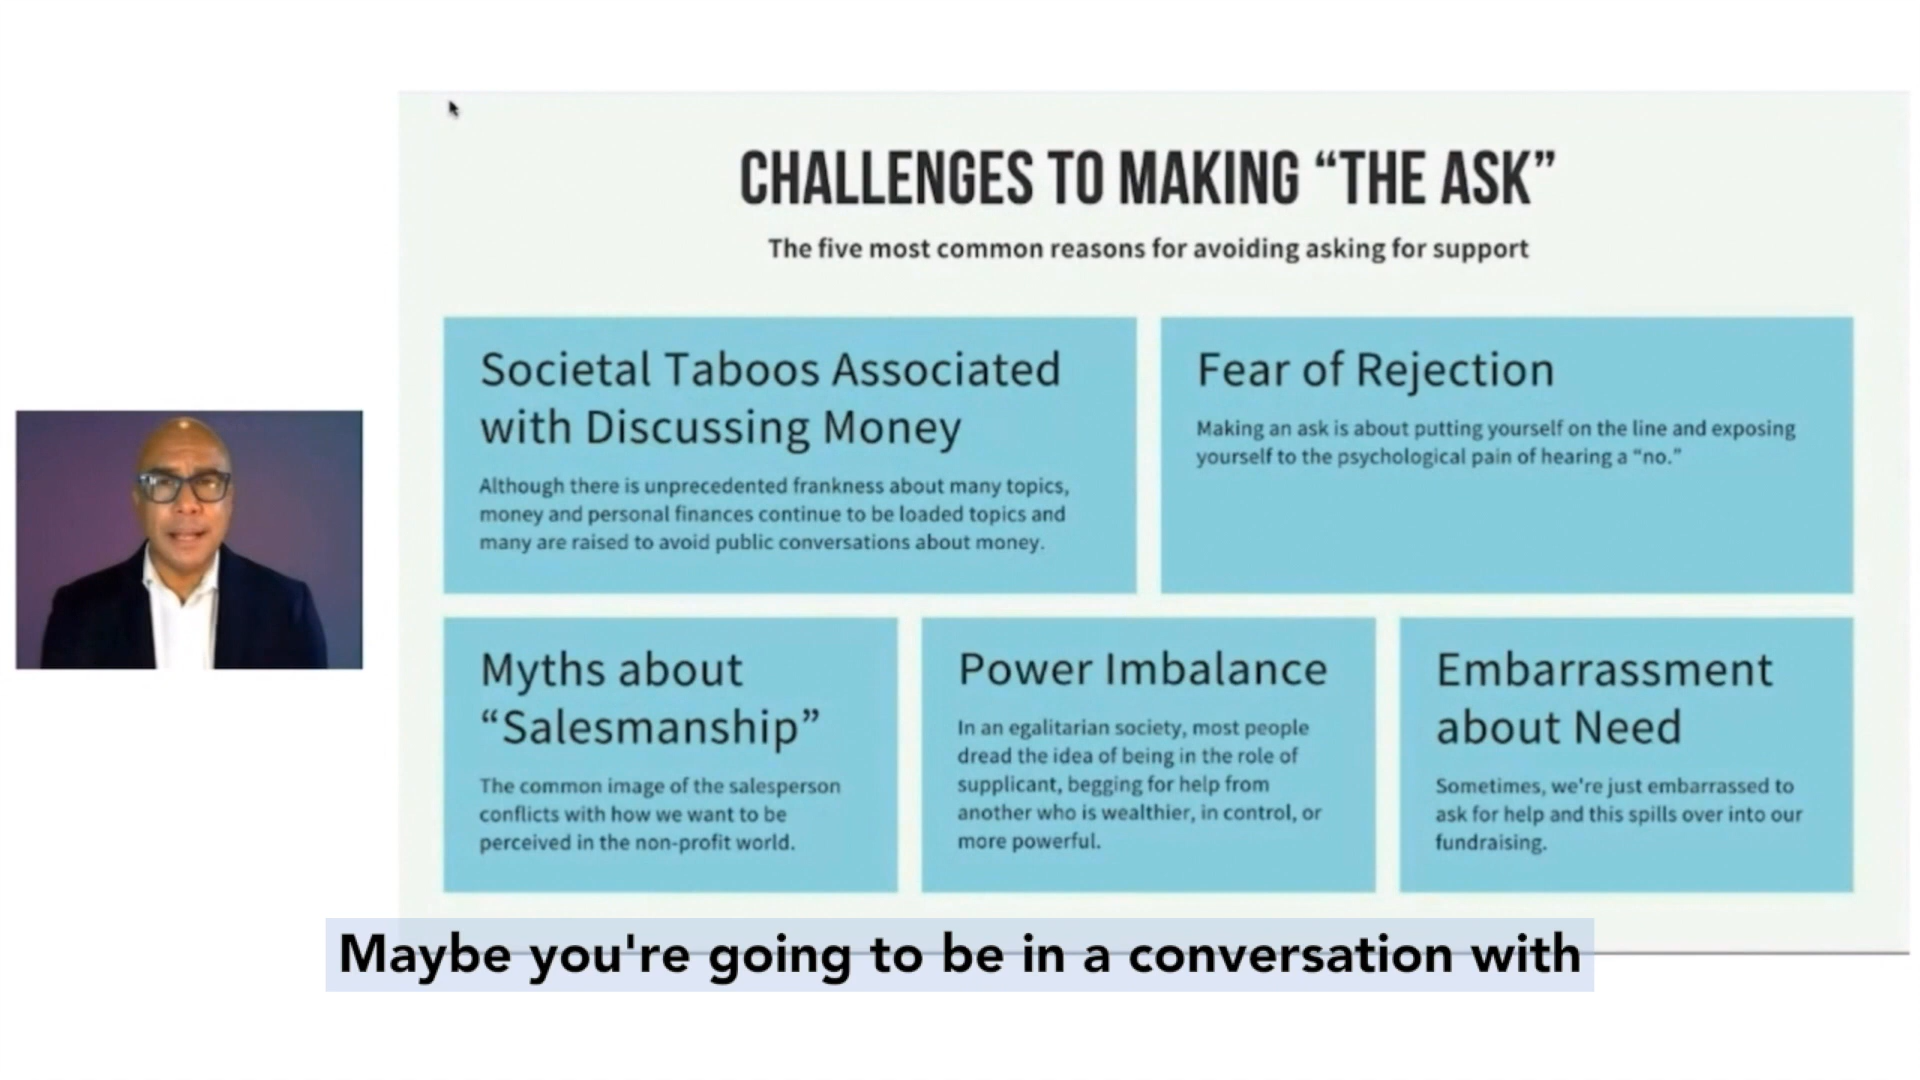 CHALLENGES TO MAKING “THE ASK”
The five most common reasons for avoiding asking for support
Societal Taboos Associated
with Discussing Money
Although there is unprecedented frankness about many topics,
money and personal finances continue to be loaded topics and
many are raised to avoid public conversations about money.
Fear of Rejection
Making an ask is about putting yourself on the line and exposing
yourself to the psychological pain of hearing a “no.”
Myths about
“Salesmanship”
The common image of the salesperson
conflicts with how we want to be
perceived in the non-profit world.
Power Imbalance
In an egalitarian society, most people
dread the idea of being in the role of
supplicant, begging for help from
another who is wealthier, in control, or
more powerful.
Embarrassment
about Need
Sometimes, we're just embarrassed to
ask for help and this spills over into our
fundraising.
Maybe you're going to be in a conversation with